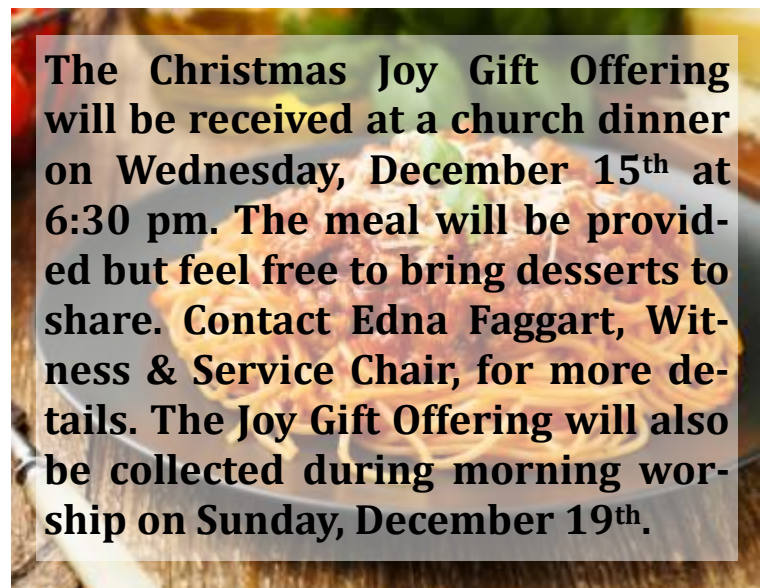 The Christmas Joy Gift Offering
will be received at a church dinner
on Wednesday, December 15th at
6:30 pm. The meal will be provid-
ed but feel free to bring desserts to
share. Contact Edna Faggart, Wit-
ness & Service Chair, for more de-
tails. The Joy Gift Offering will also
be collected during morning wor-
ship on Sunday, December 19th.